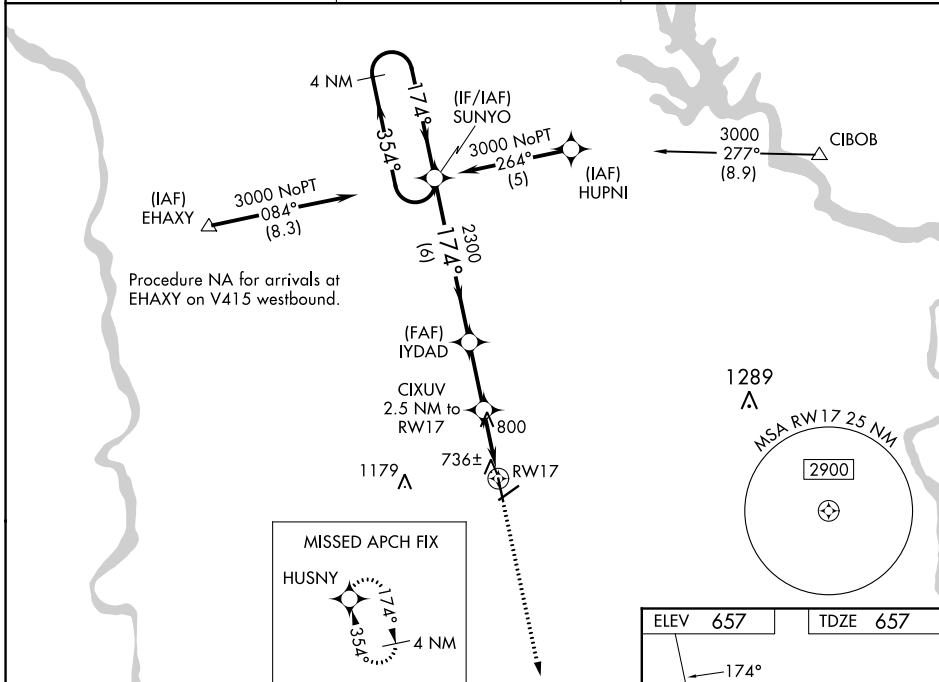 4 NM
174°
354°
(IF/IAF)
SUNYO
3000 NoPT
264°
(5)
(IAF)
HUPNI
3000
277°
(8.9)
CIBOB
(IAF)
EHAXY
3000 NoPT
084°
(8.3)
Procedure NA for arrivals at
EHAXY on V415 westbound.
2300
174°
(6)
(FAF)
IYDAD
CIXUV
2.5 NM to
RW17
800
736±
RW17
1179
1289
MSA RW17 25 NM
2900
MISSED APCH FIX
HUSNY
174°
354°
4 NM
ELEV 657
TDZE 657
174°